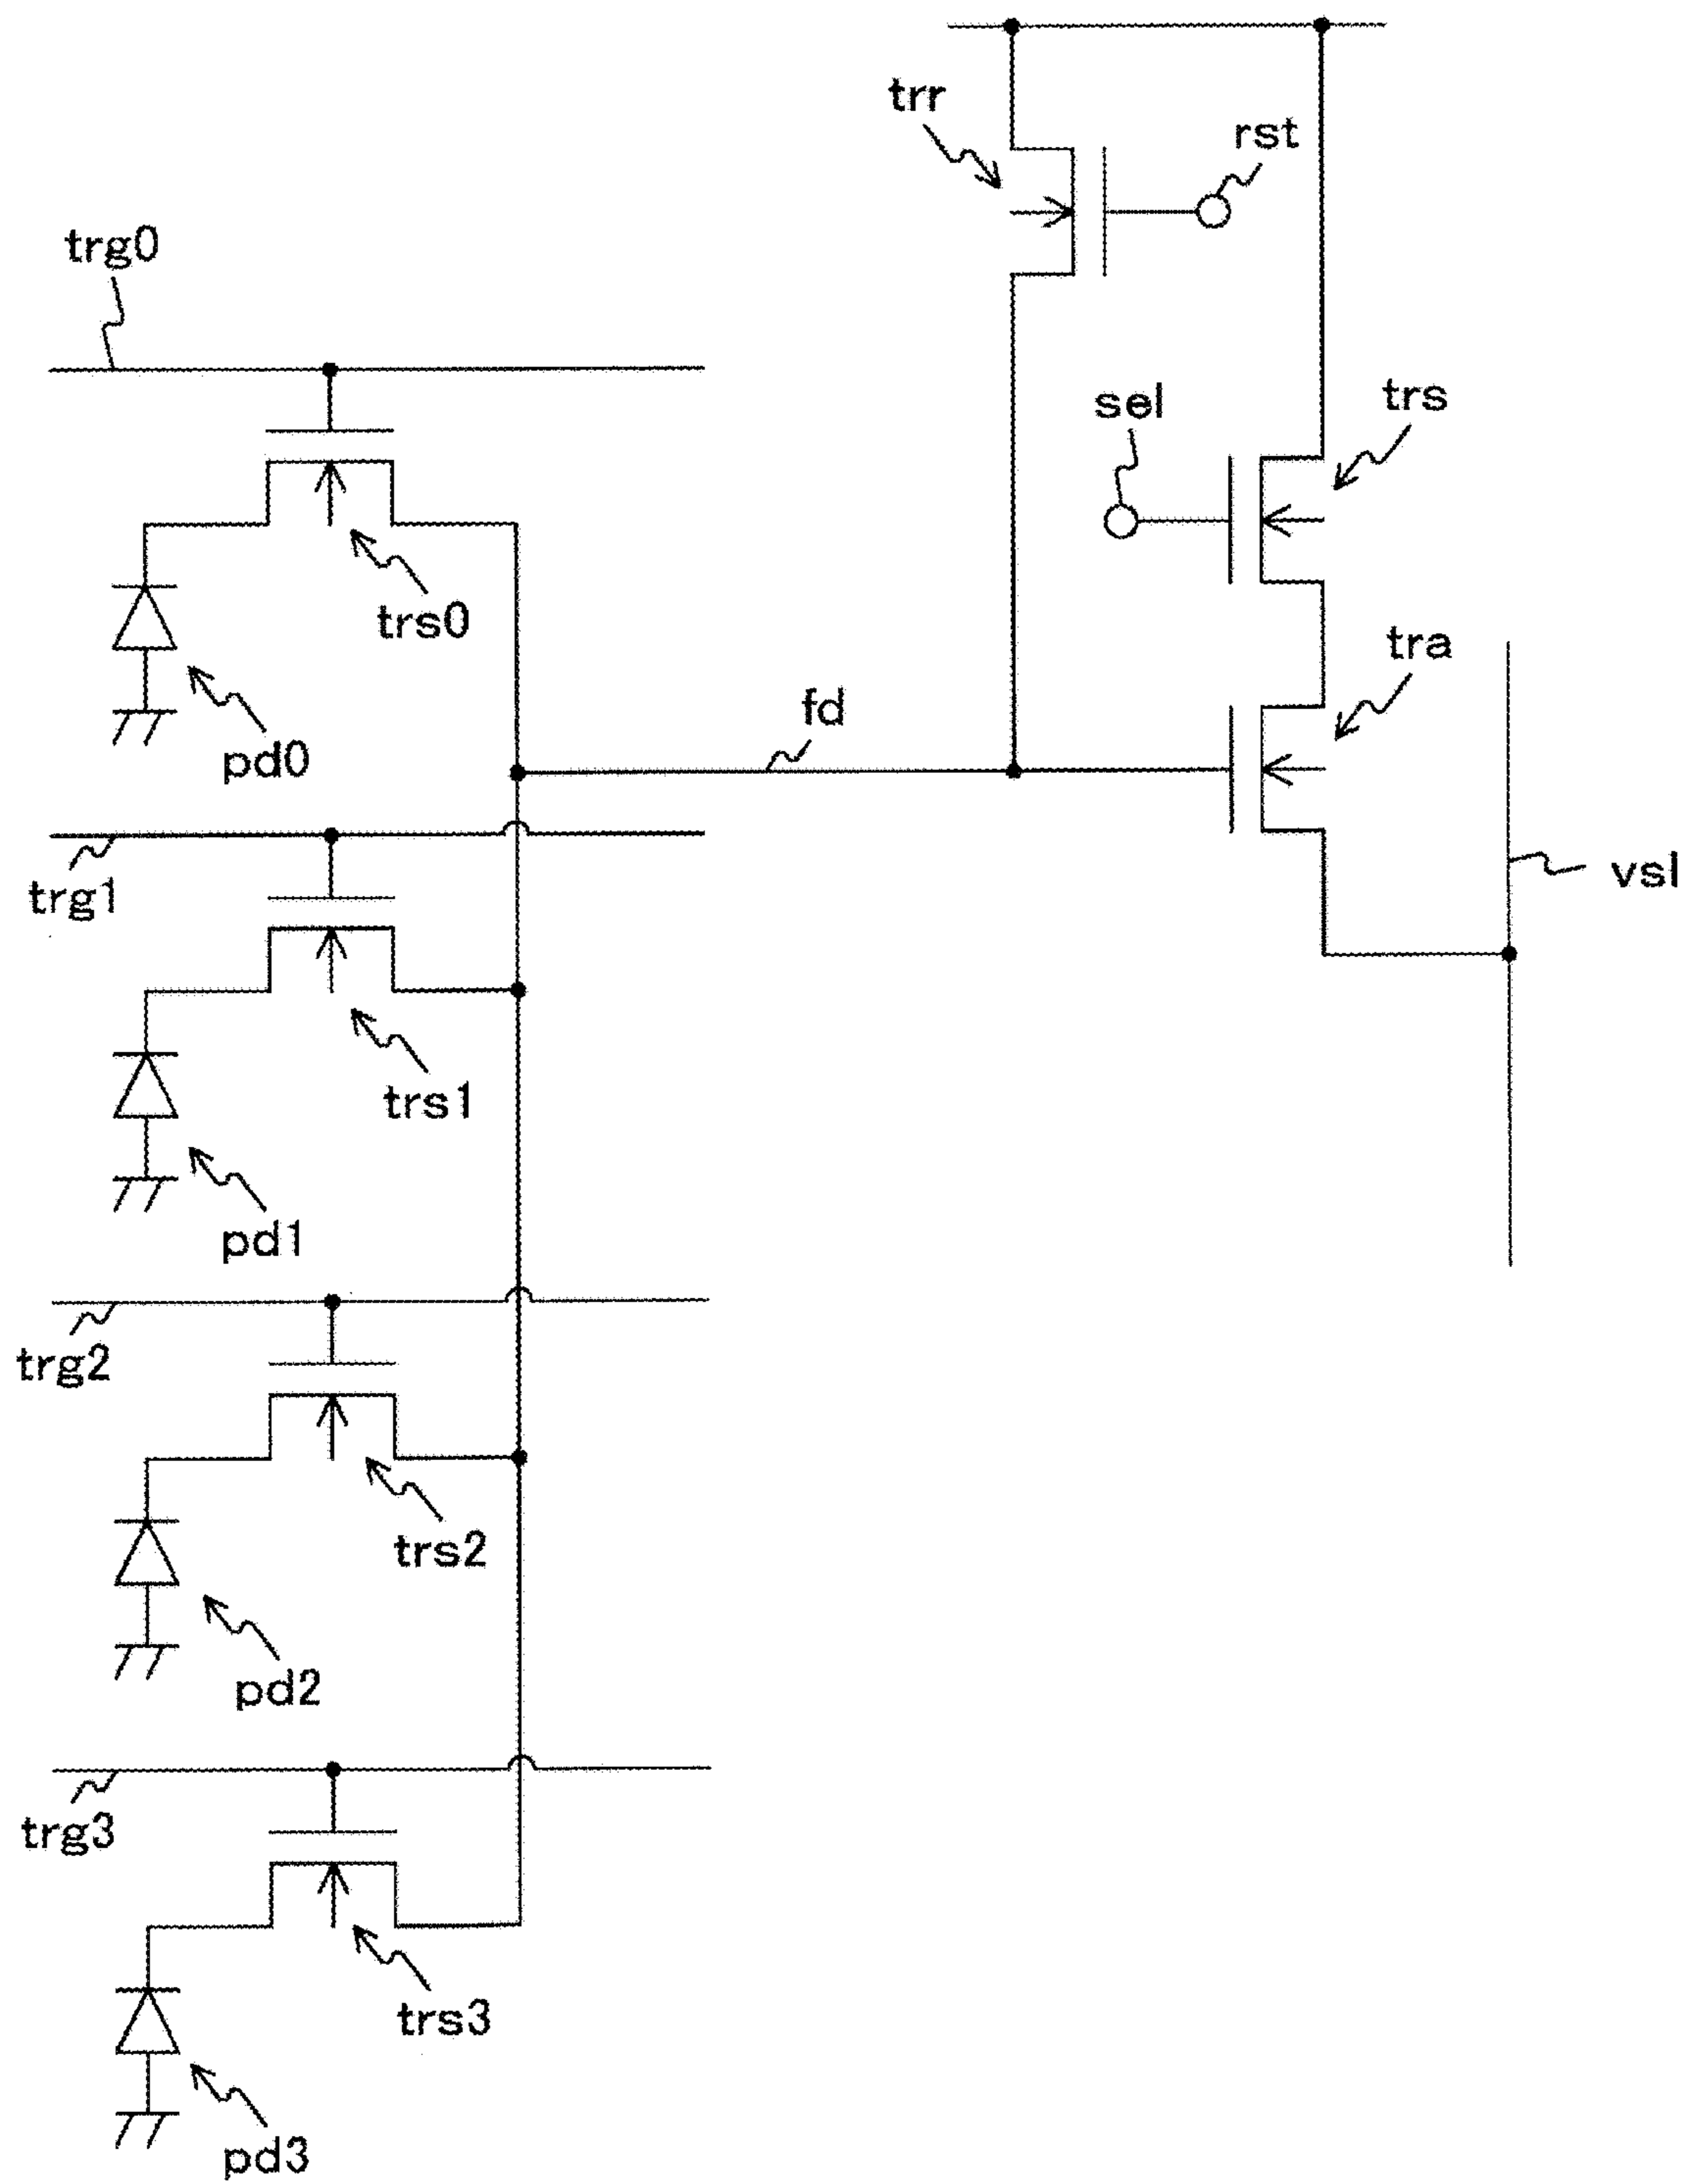 trr
rst
trg0
sel
trs
trs0
tra
fd
pd0
vsl
trg1
trs1
pd1
trg2
trs2
pd2
trg3
trs3
pd3